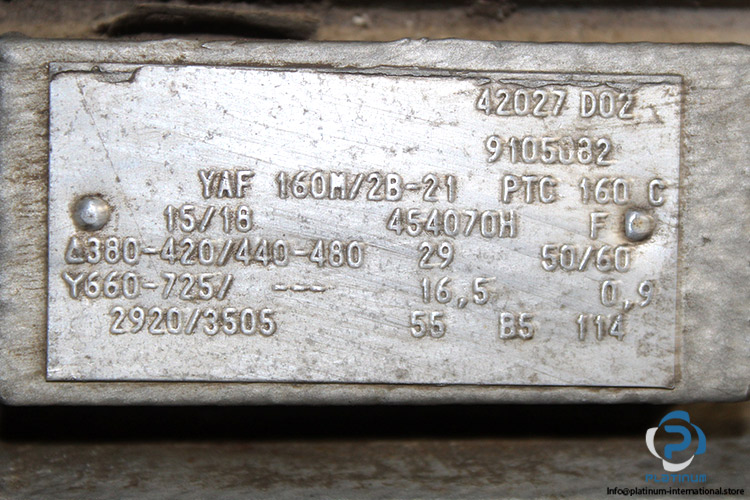 42027 D02
9105082
YAF 160M/2B-21 PTC 160 C
15/18 454070H F
Δ380-420/440-480 29 50/60
Y660-725/ --- 16,5 0,9
2920/3505 55 B5 114
PLATINUM
Info@platinum-international.store